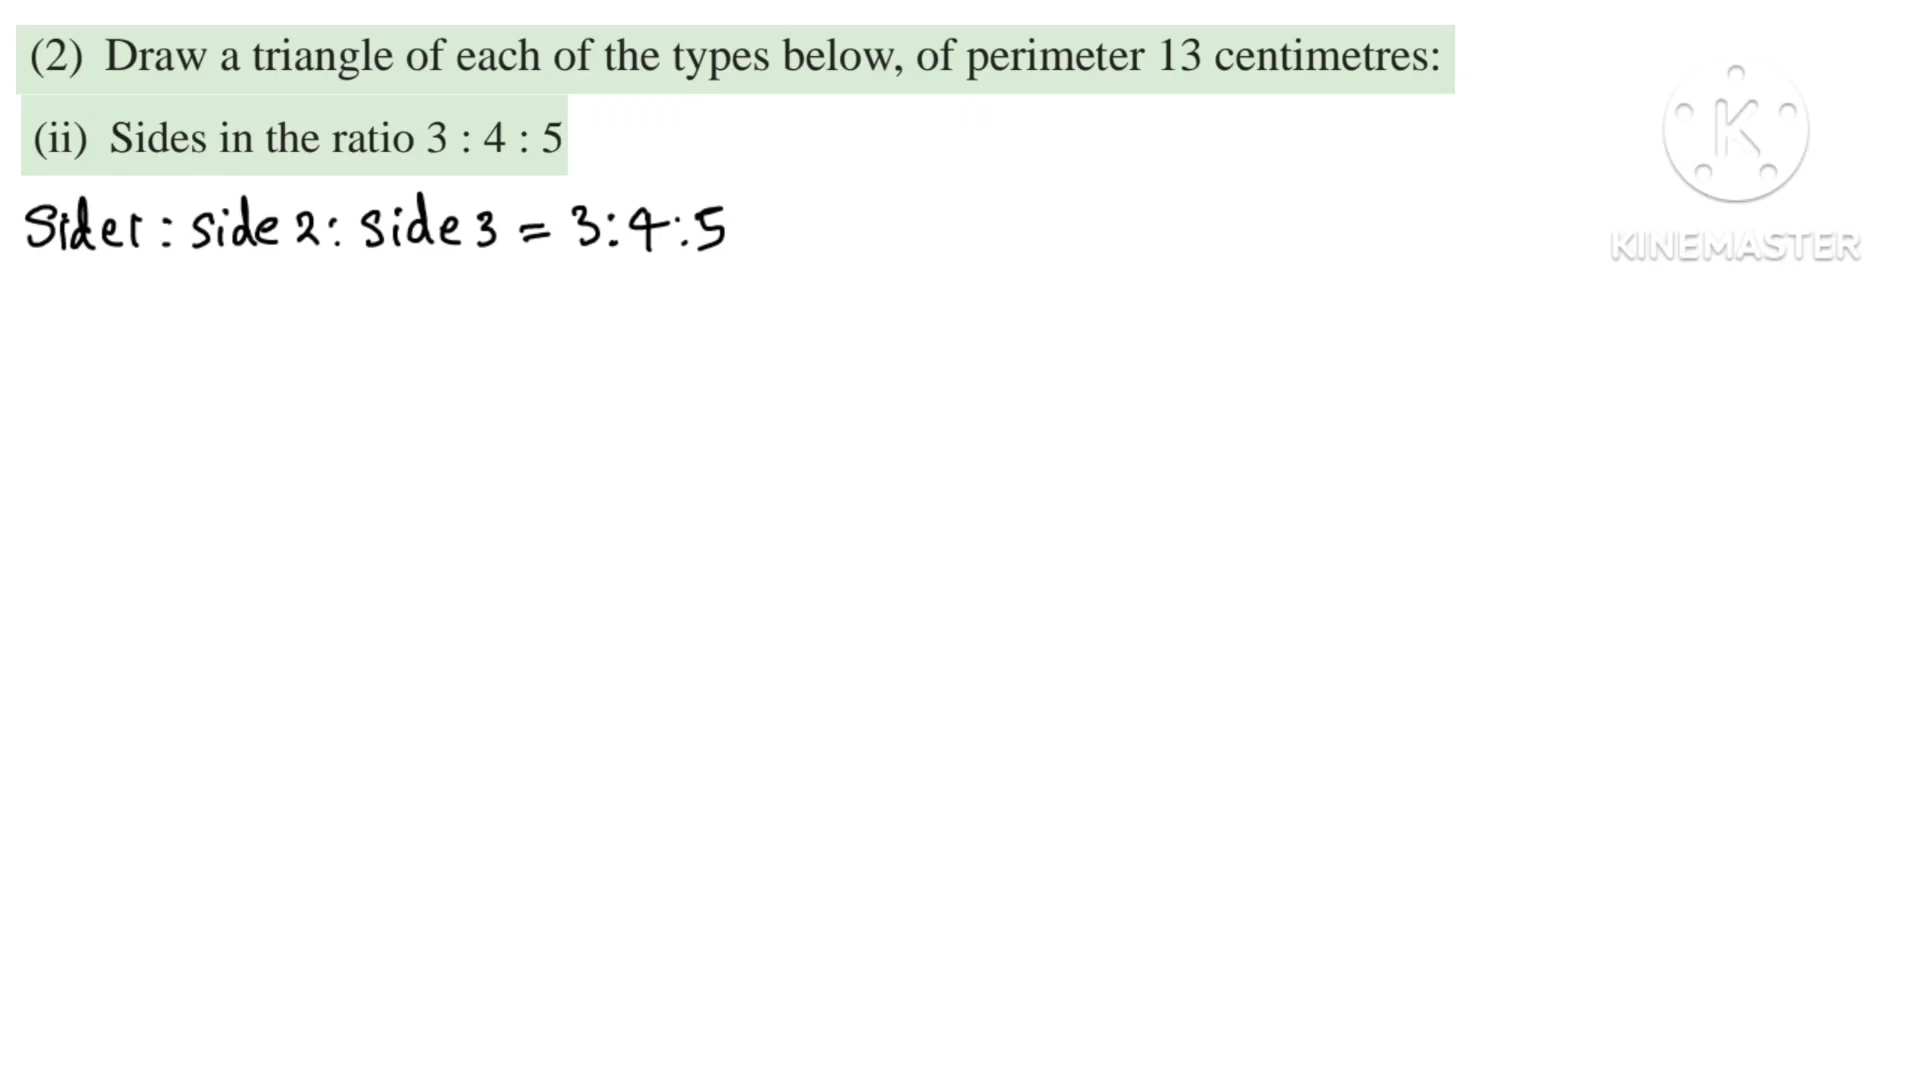 (2) Draw a triangle of each of the types below, of perimeter 13 centimetres:
(ii) Sides in the ratio 3 : 4 : 5
Side1 : side 2 : side 3 = 3:4:5
K
KINEMASTER